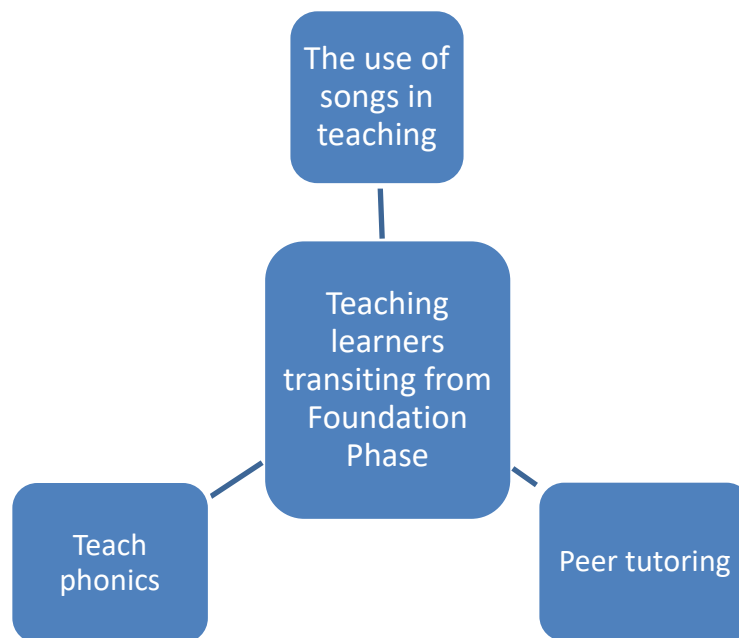 The use of
songs in
teaching
Teaching
learners
transiting from
Foundation
Phase
Teach
phonics
Peer tutoring